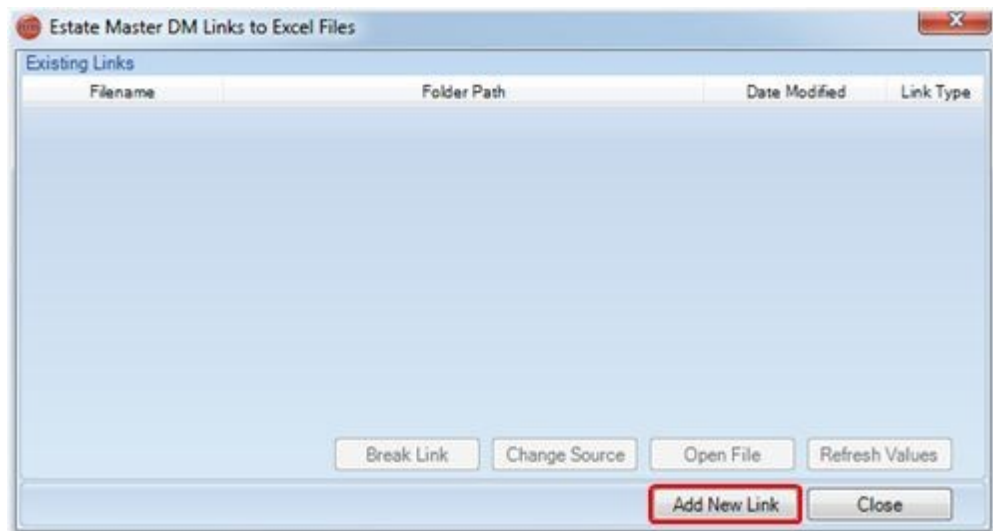 Estate Master DM Links to Excel Files
Existing Links
Filename Folder Path Date Modified Link Type
Break Link Change Source Open File Refresh Values
Add New Link Close